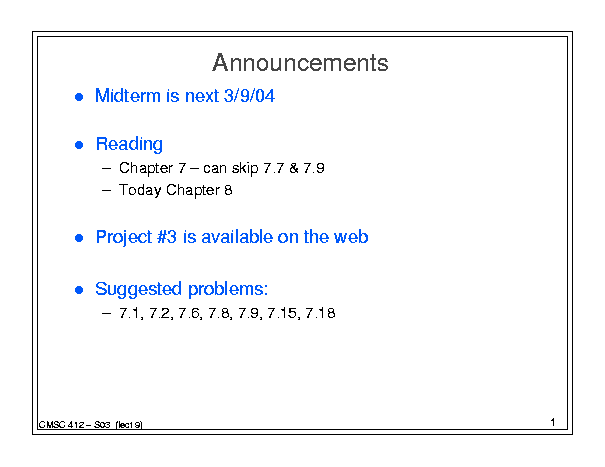 Announcements
● Midterm is next 3/9/04
● Reading
– Chapter 7 – can skip 7.7 & 7.9
– Today Chapter 8
● Project #3 is available on the web
● Suggested problems:
– 7.1, 7.2, 7.6, 7.8, 7.9, 7.15, 7.18
CMSC 412 – S03 (lect 9)
1